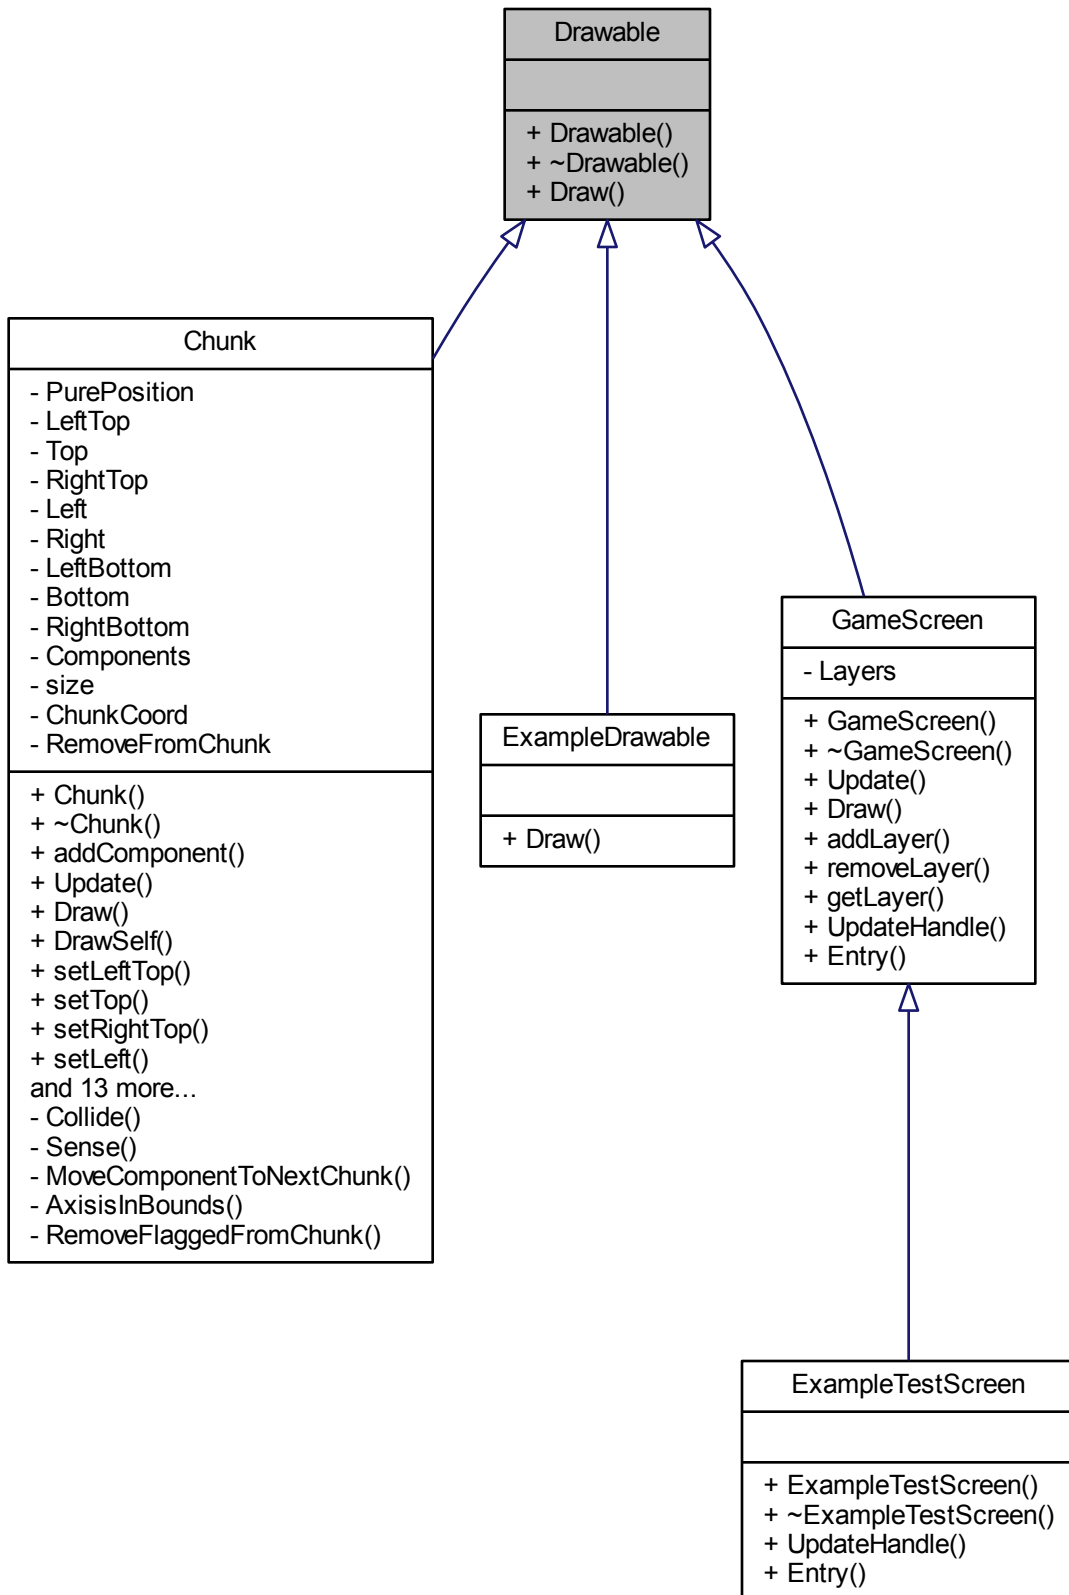 Drawable
+ Drawable()
+ ~Drawable()
+ Draw()
Chunk
- PurePosition
- LeftTop
- Top
- RightTop
- Left
- Right
- LeftBottom
- Bottom
- RightBottom
- Components
- size
- ChunkCoord
- RemoveFromChunk
+ Chunk()
+ ~Chunk()
+ addComponent()
+ Update()
+ Draw()
+ DrawSelf()
+ setLeftTop()
+ setTop()
+ setRightTop()
+ setLeft()
and 13 more...
- Collide()
- Sense()
- MoveComponentToNextChunk()
- AxisisInBounds()
- RemoveFlaggedFromChunk()
ExampleDrawable
+ Draw()
GameScreen
- Layers
+ GameScreen()
+ ~GameScreen()
+ Update()
+ Draw()
+ addLayer()
+ removeLayer()
+ getLayer()
+ UpdateHandle()
+ Entry()
ExampleTestScreen
+ ExampleTestScreen()
+ ~ExampleTestScreen()
+ UpdateHandle()
+ Entry()